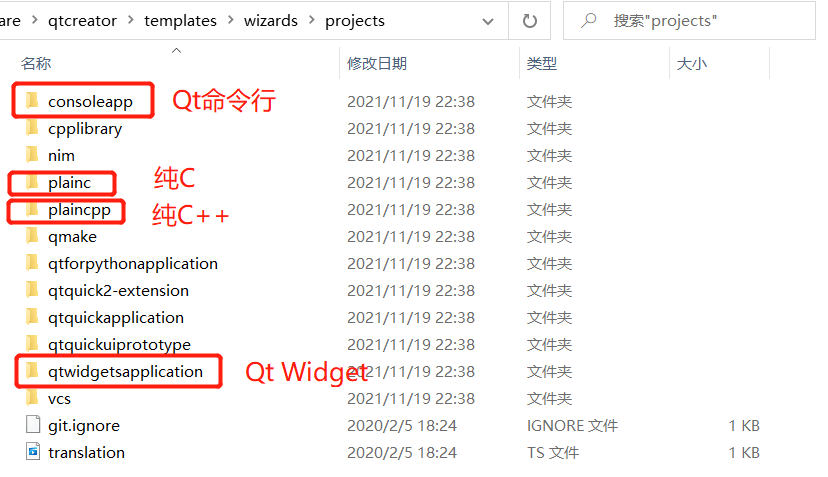 are › qtcreator › templates › wizards › projects 搜索"projects"
名称 修改日期 类型 大小
consoleapp Qt命令行 2021/11/19 22:38 文件夹
cpplibrary 2021/11/19 22:38 文件夹
nim 2021/11/19 22:38 文件夹
plainc 纯C 2021/11/19 22:38 文件夹
plaincpp 纯C++ 2021/11/19 22:38 文件夹
qmake 2021/11/19 22:38 文件夹
qtforpythonapplication 2021/11/19 22:38 文件夹
qtquick2-extension 2021/11/19 22:38 文件夹
qtquickapplication 2021/11/19 22:38 文件夹
qtquickuiprototype 2021/11/19 22:38 文件夹
qtwidgetsapplication Qt Widget 2021/11/19 22:38 文件夹
vcs 2021/11/19 22:38 文件夹
git.ignore 2020/2/5 18:24 IGNORE 文件 1 KB
translation 2020/2/5 18:24 TS 文件 1 KB